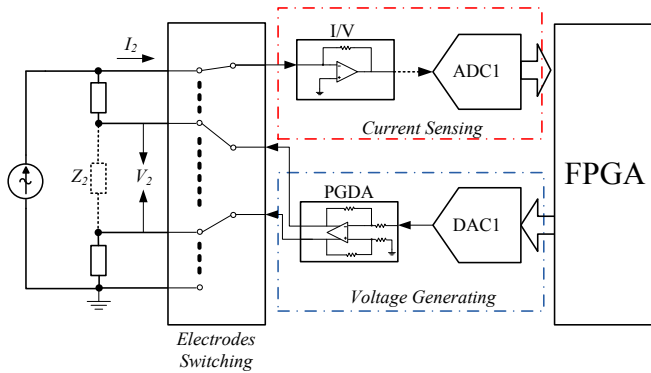 I2
I/V
ADC1
Current Sensing
FPGA
Z2
V2
PGDA
DAC1
Voltage Generating
Electrodes
Switching